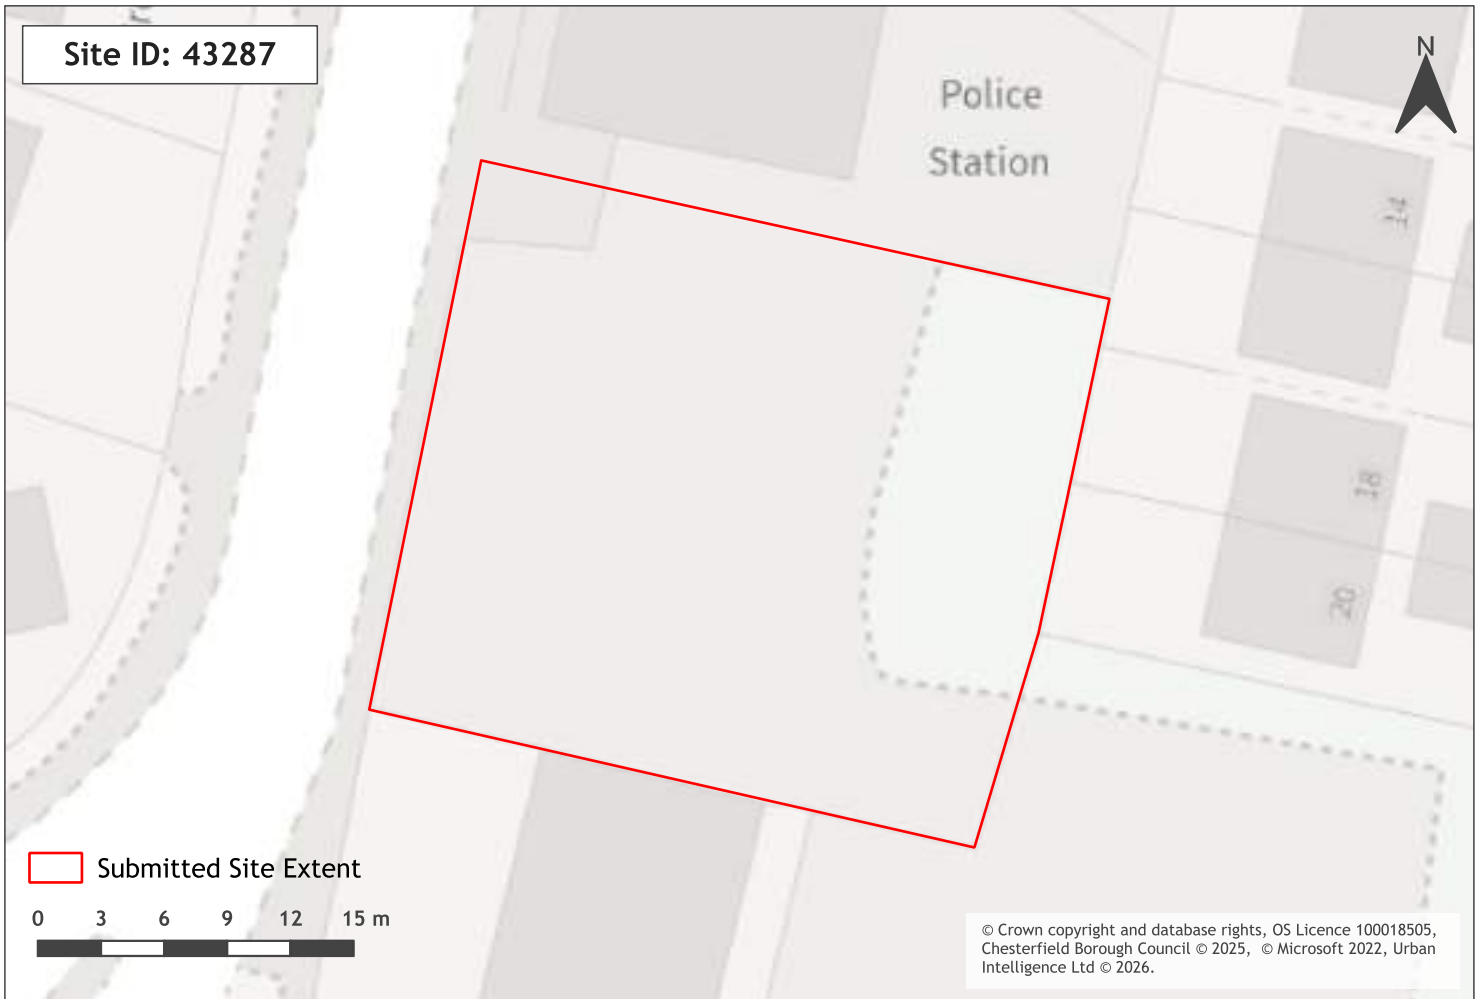 Site ID: 43287
N
Police
Station
14
18
20
Submitted Site Extent
0 3 6 9 12 15 m
© Crown copyright and database rights, OS Licence 100018505,
Chesterfield Borough Council © 2025, © Microsoft 2022, Urban
Intelligence Ltd © 2026.